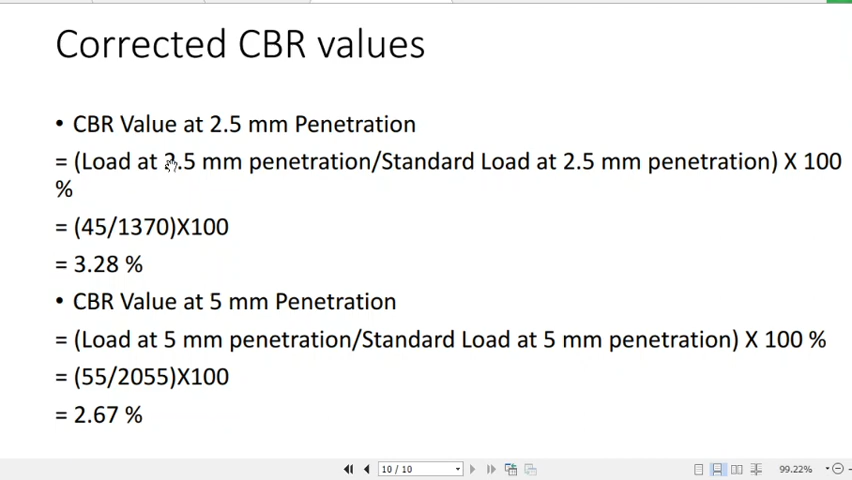 Corrected CBR values
• CBR Value at 2.5 mm Penetration
= (Load at 2.5 mm penetration/Standard Load at 2.5 mm penetration) X 100
%
= (45/1370)X100
= 3.28 %
• CBR Value at 5 mm Penetration
= (Load at 5 mm penetration/Standard Load at 5 mm penetration) X 100 %
= (55/2055)X100
= 2.67 %
10 / 10
99.22%